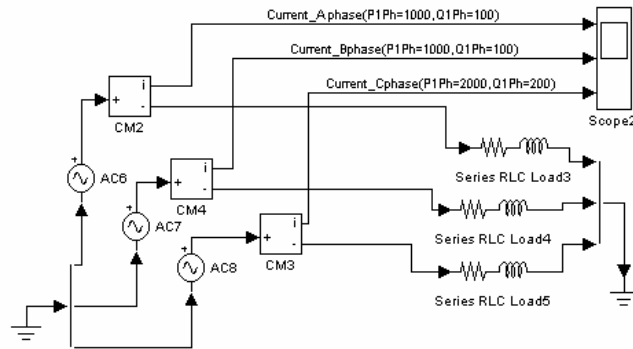 Current_Aphase(P1Ph=1000,Q1Ph=100)
Current_Bphase(P1Ph=1000,Q1Ph=100)
Current_Cphase(P1Ph=2000,Q1Ph=200)
Scope2
+
i
-
CM2
+
AC6
+
i
-
CM4
+
AC7
+
i
-
CM3
+
AC8
Series RLC Load3
Series RLC Load4
Series RLC Load5